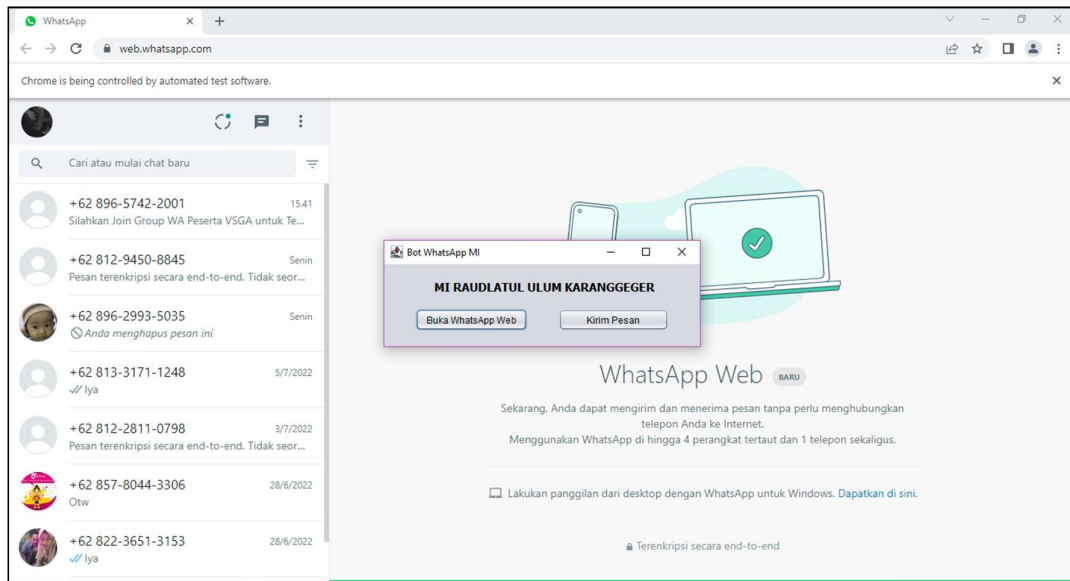 WhatsApp
web.whatsapp.com
Chrome is being controlled by automated test software.
Cari atau mulai chat baru
+62 896-5742-2001 15.41
Silahkan Join Group WA Peserta VSGA untuk Te...
+62 812-9450-8845 Senin
Pesan terenkripsi secara end-to-end. Tidak seor...
+62 896-2993-5035 Senin
Anda menghapus pesan ini
+62 813-3171-1248 5/7/2022
Iya
+62 812-2811-0798 3/7/2022
Pesan terenkripsi secara end-to-end. Tidak seor...
+62 857-8044-3306 28/6/2022
Otw
+62 822-3651-3153 28/6/2022
Iya
Bot WhatsApp MI
MI RAUDLATUL ULUM KARANGGEGER
Buka WhatsApp Web Kirim Pesan
WhatsApp Web BARU
Sekarang, Anda dapat mengirim dan menerima pesan tanpa perlu menghubungkan
telepon Anda ke Internet.
Menggunakan WhatsApp di hingga 4 perangkat tertaut dan 1 telepon sekaligus.
Lakukan panggilan dari desktop dengan WhatsApp untuk Windows. Dapatkan di sini.
Terenkripsi secara end-to-end